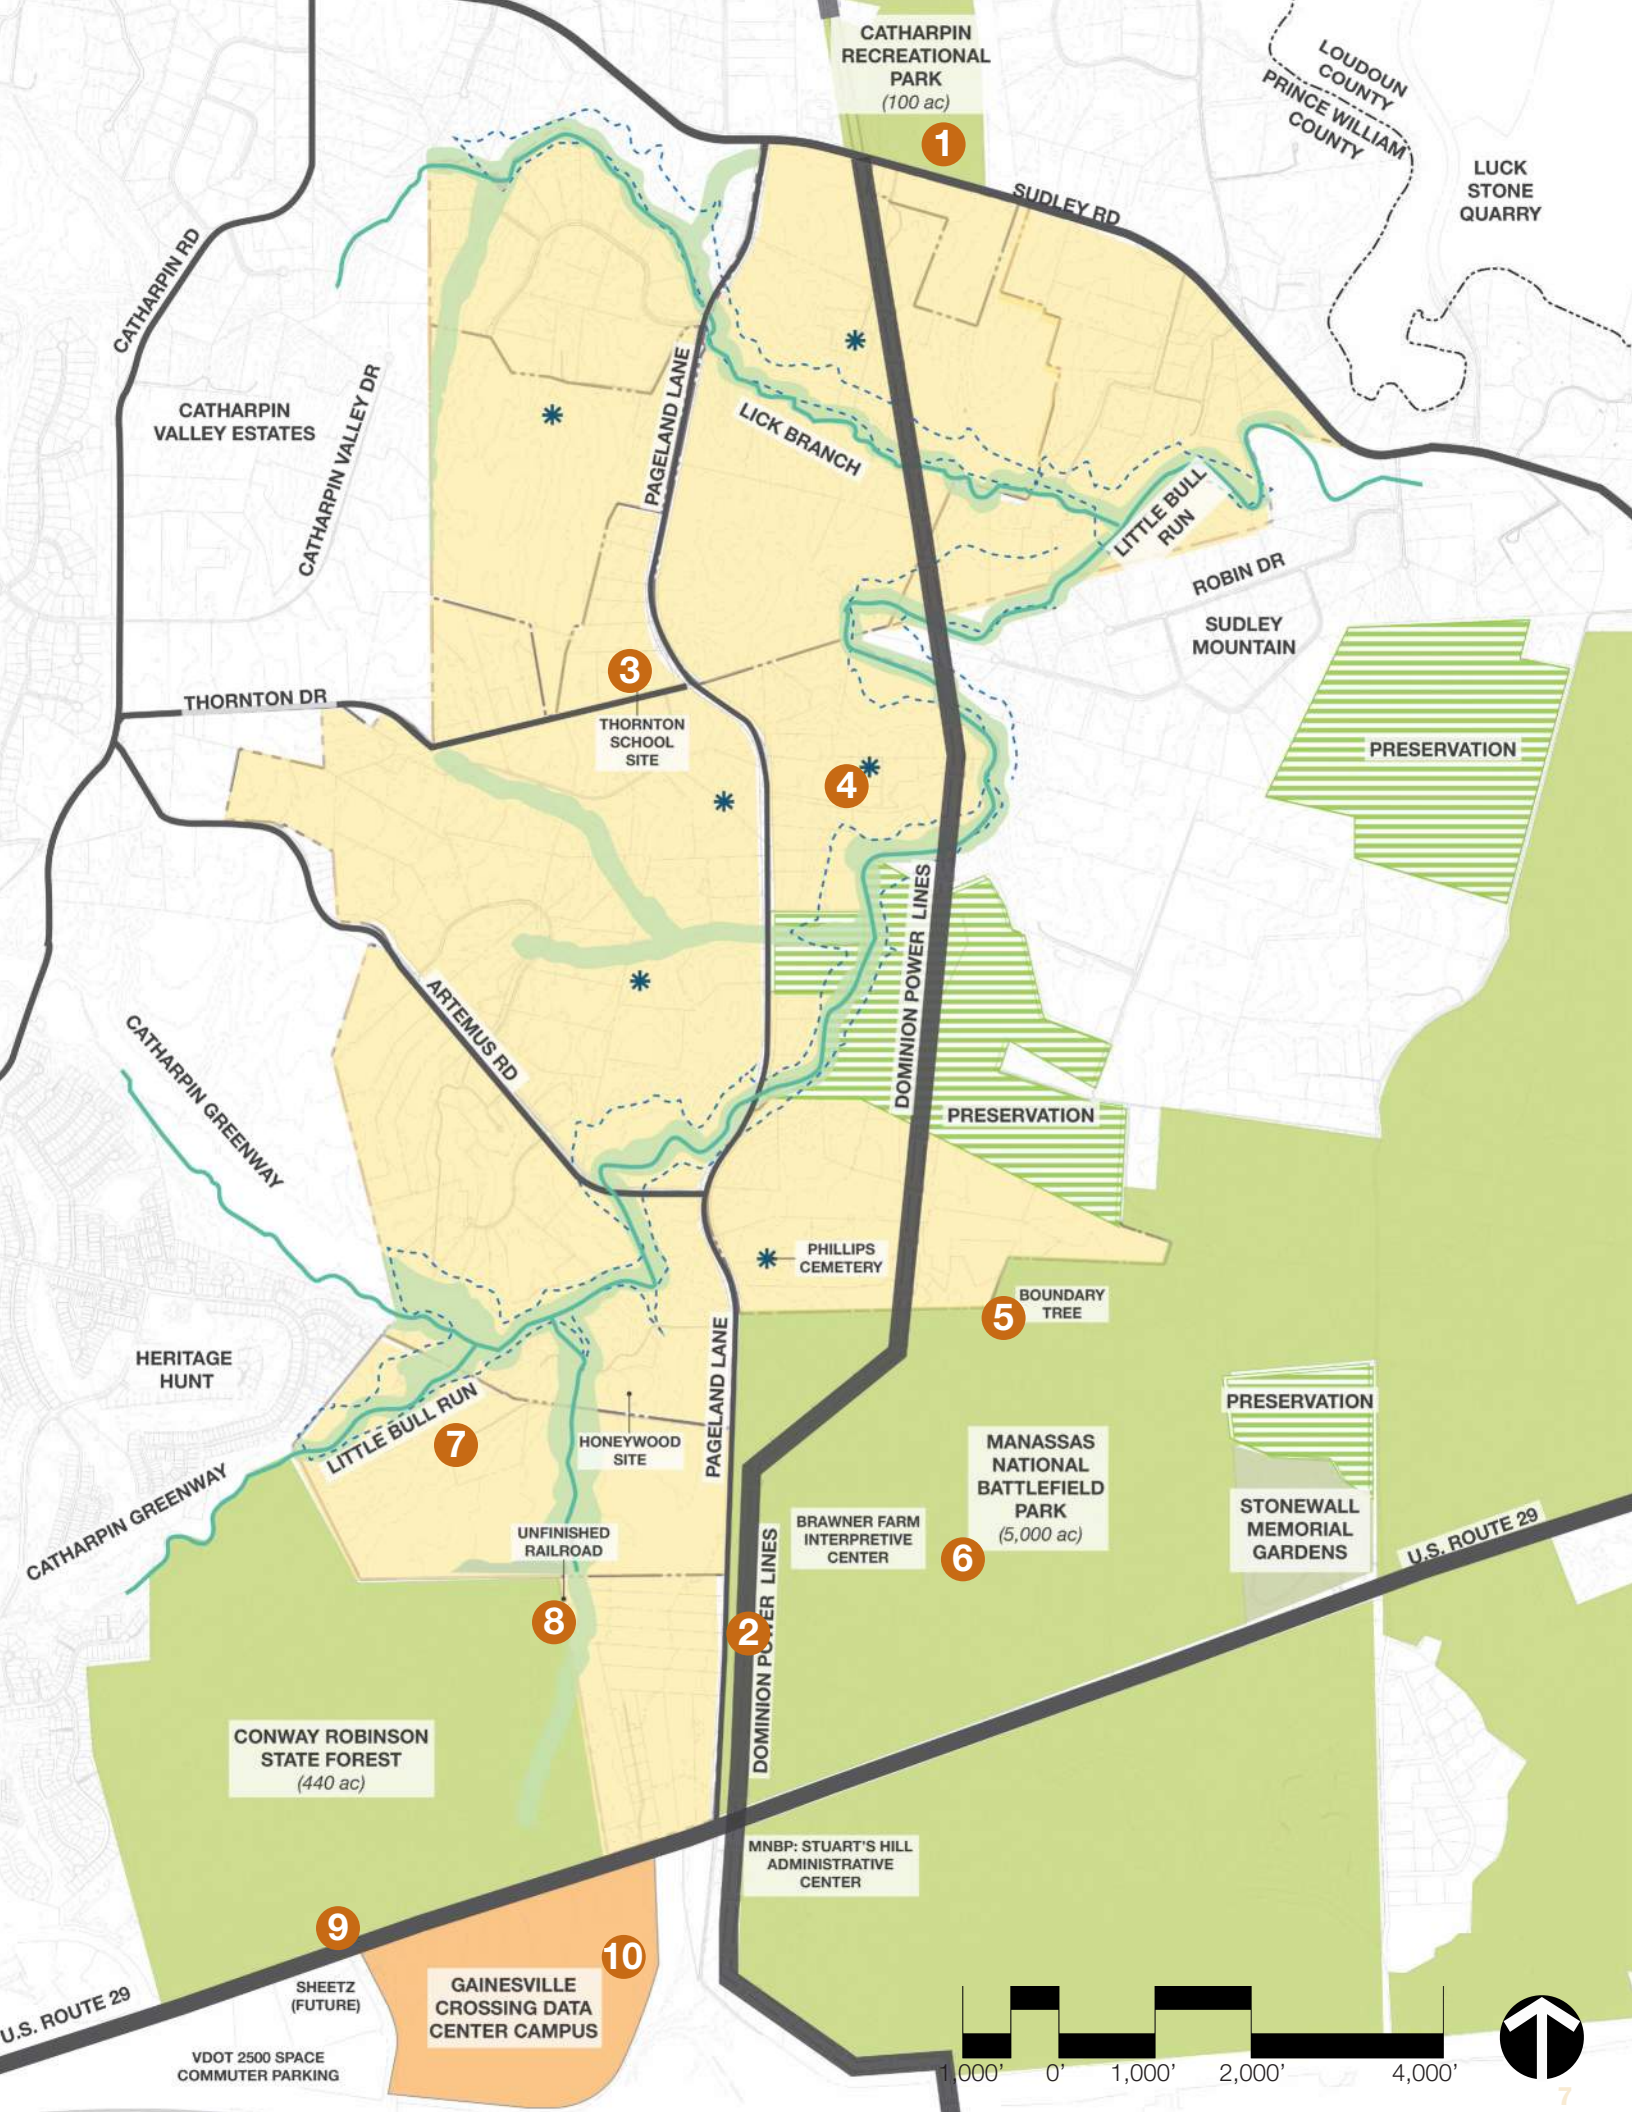 CATHARPIN
RECREATIONAL
PARK
(100 ac)
1
LOUDOUN
COUNTY
PRINCE WILLIAM
COUNTY
LUCK
STONE
QUARRY
SUDLEY RD
CATHARPIN RD
CATHARPIN
VALLEY ESTATES
CATHARPIN VALLEY DR
PAGELAND LANE
LICK BRANCH
LITTLE BULL
RUN
ROBIN DR
SUDLEY
MOUNTAIN
3
THORNTON DR
THORNTON
SCHOOL
SITE
4
PRESERVATION
DOMINION POWER LINES
ARTEMUS RD
CATHARPIN GREENWAY
PRESERVATION
PHILLIPS
CEMETERY
5
BOUNDARY
TREE
HERITAGE
HUNT
PAGELAND LANE
LITTLE BULL RUN
7
HONEYWOOD
SITE
PRESERVATION
MANASSAS
NATIONAL
BATTLEFIELD
PARK
(5,000 ac)
CATHARPIN GREENWAY
UNFINISHED
RAILROAD
BRAWNER FARM
INTERPRETIVE
CENTER
6
STONEWALL
MEMORIAL
GARDENS
U.S. ROUTE 29
8
2
DOMINION POWER LINES
CONWAY ROBINSON
STATE FOREST
(440 ac)
MNBP: STUART'S HILL
ADMINISTRATIVE
CENTER
9
10
SHEETZ
(FUTURE)
GAINESVILLE
CROSSING DATA
CENTER CAMPUS
U.S. ROUTE 29
VDOT 2500 SPACE
COMMUTER PARKING
1,000' 0' 1,000' 2,000' 4,000'
7